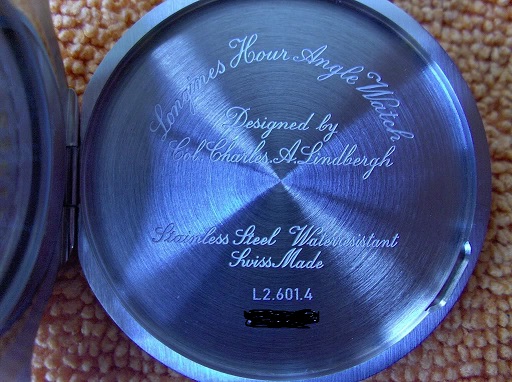 Longines Hour Angle Watch
Designed by
Col. Charles A. Lindbergh
Stainless Steel Waterresistant
Swiss Made
L2.601.4